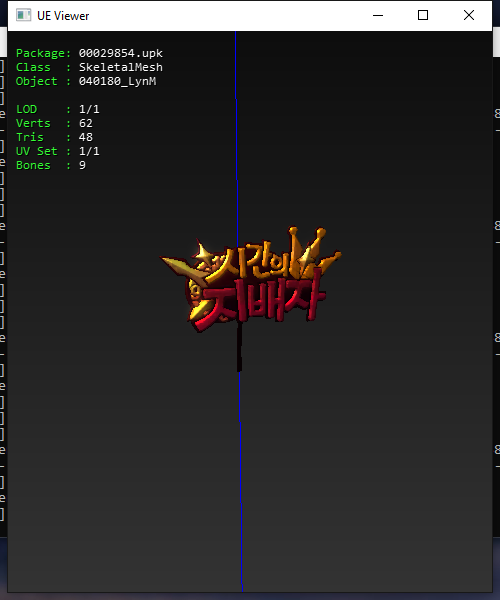 UE Viewer
Package: 00029854.upk
Class : SkeletalMesh
Object : 040180_LynM
LOD : 1/1
Verts : 62
Tris : 48
UV Set : 1/1
Bones : 9
시간의
지배자